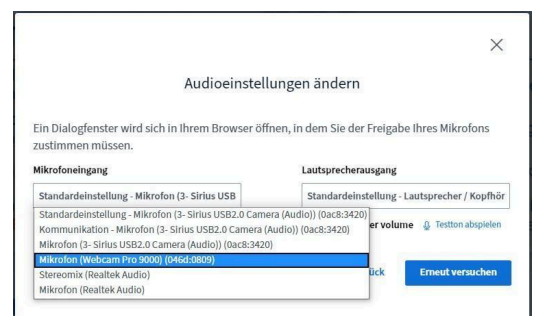 Audioeinstellungen ändern
Ein Dialogfenster wird sich in Ihrem Browser öffnen, in dem Sie der Freigabe Ihres Mikrofons
zustimmen müssen.
Mikrofoneingang
Lautsprecherausgang
Standardeinstellung - Mikrofon (3- Sirius USB
Standardeinstellung - Lautsprecher / Kopfhör
Standardeinstellung - Mikrofon (3- Sirius USB2.0 Camera (Audio)) (0ac8:3420)
Kommunikation - Mikrofon (3- Sirius USB2.0 Camera (Audio)) (0ac8:3420)
er volume
Testton abspielen
Mikrofon (3- Sirius USB2.0 Camera (Audio)) (0ac8:3420)
Mikrofon (Webcam Pro 9000) (046d:0809)
Stereomix (Realtek Audio)
Mikrofon (Realtek Audio)
ück
Erneut versuchen